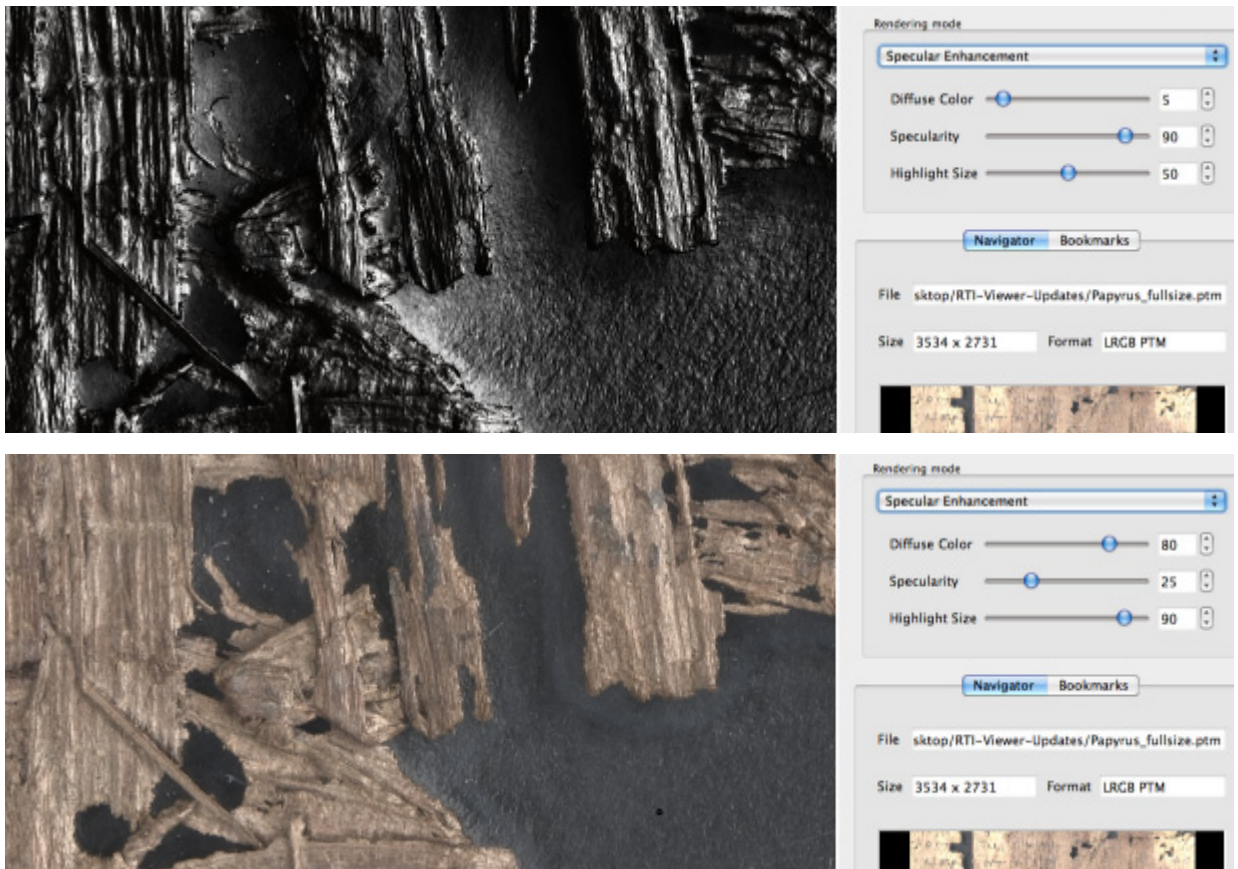 Rendering mode
Specular Enhancement
Diffuse Color 5
Specularity 90
Highlight Size 50
Navigator Bookmarks
File sktop/RTI-Viewer-Updates/Papyrus_fullsize.ptm
Size 3534 x 2731 Format LRGB PTM
Rendering mode
Specular Enhancement
Diffuse Color 80
Specularity 25
Highlight Size 90
Navigator Bookmarks
File sktop/RTI-Viewer-Updates/Papyrus_fullsize.ptm
Size 3534 x 2731 Format LRGB PTM